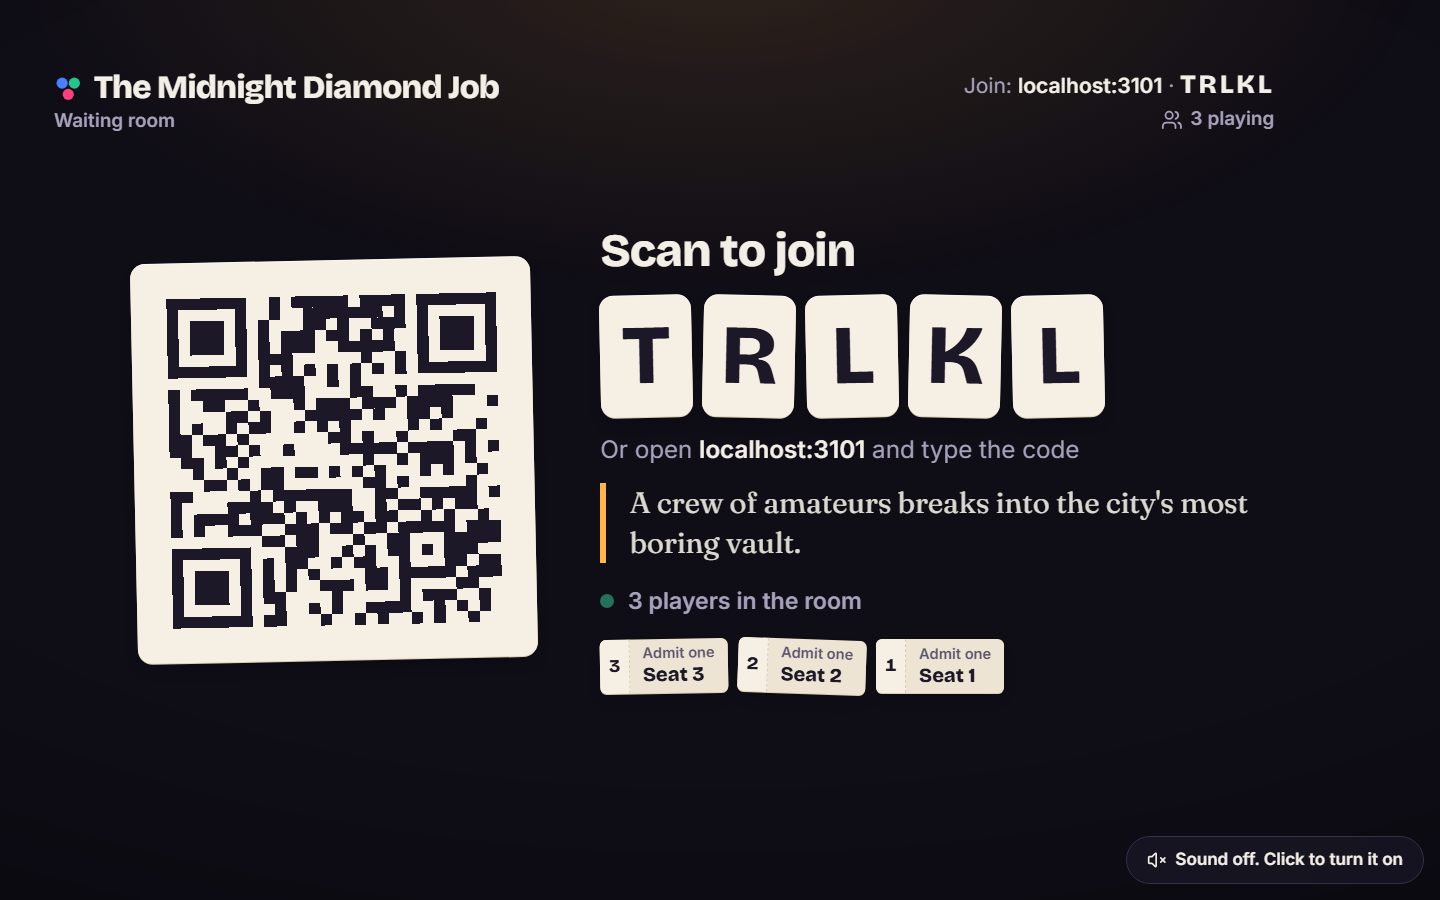 The Midnight Diamond Job
Waiting room
Join: localhost:3101 · TRLKL
3 playing
Scan to join
TRLKL
Or open localhost:3101 and type the code
A crew of amateurs breaks into the city's most
boring vault.
3 players in the room
3 Admit one Seat 3
2 Admit one Seat 2
1 Admit one Seat 1
Sound off. Click to turn it on